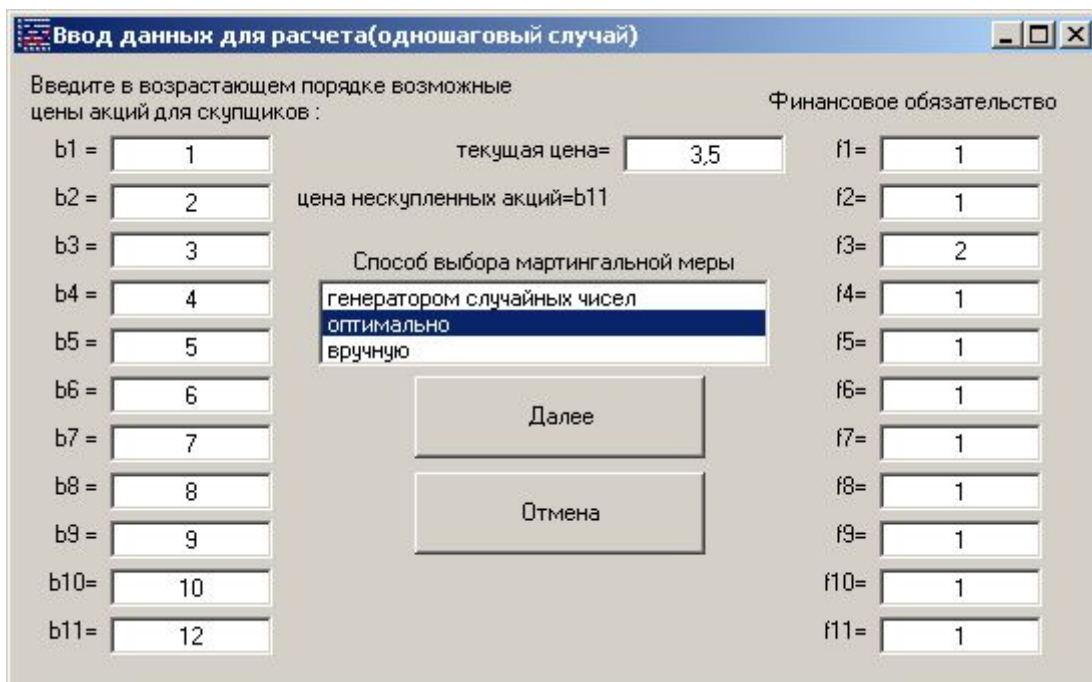 Ввод данных для расчета(одношаговый случай)
Введите в возрастающем порядке возможные
цены акций для скупщиков :
Финансовое обязательство
b1 = 1 текущая цена= 3,5 f1= 1
b2 = 2 цена нескупленных акций=b11 f2= 1
b3 = 3 f3= 2
Способ выбора мартингальной меры
b4 = 4 генератором случайных чисел f4= 1
оптимально
b5 = 5 вручную f5= 1
b6 = 6 f6= 1
Далее
b7 = 7 f7= 1
b8 = 8 f8= 1
Отмена
b9 = 9 f9= 1
b10= 10 f10= 1
b11= 12 f11= 1